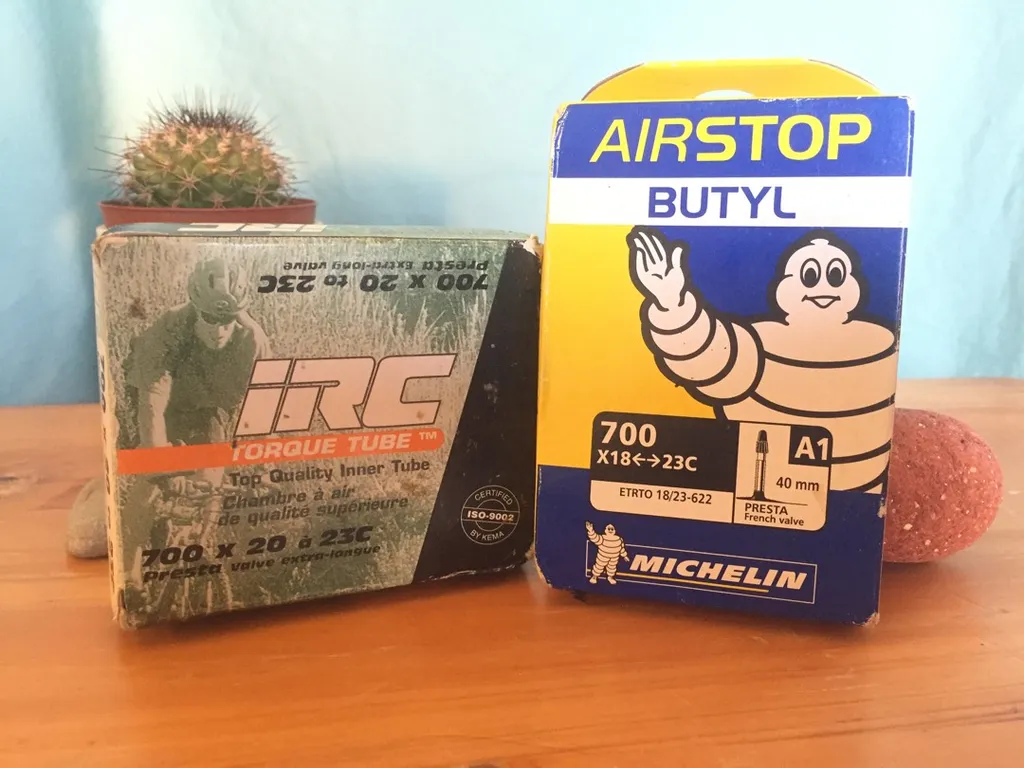 IRC
700 x 20 to 23C
Presta Extra-long valve
IRC
TORQUE TUBE™
Top Quality Inner Tube
Chambre à air
de qualité supérieure
700 x 20 à 23C
Presta valve extra-longue
CERTIFIED
ISO-9002
BY KEMA
AIRSTOP
BUTYL
700
X18←→23C
A1
40 mm
ETRTO 18/23-622
PRESTA
French valve
MICHELIN